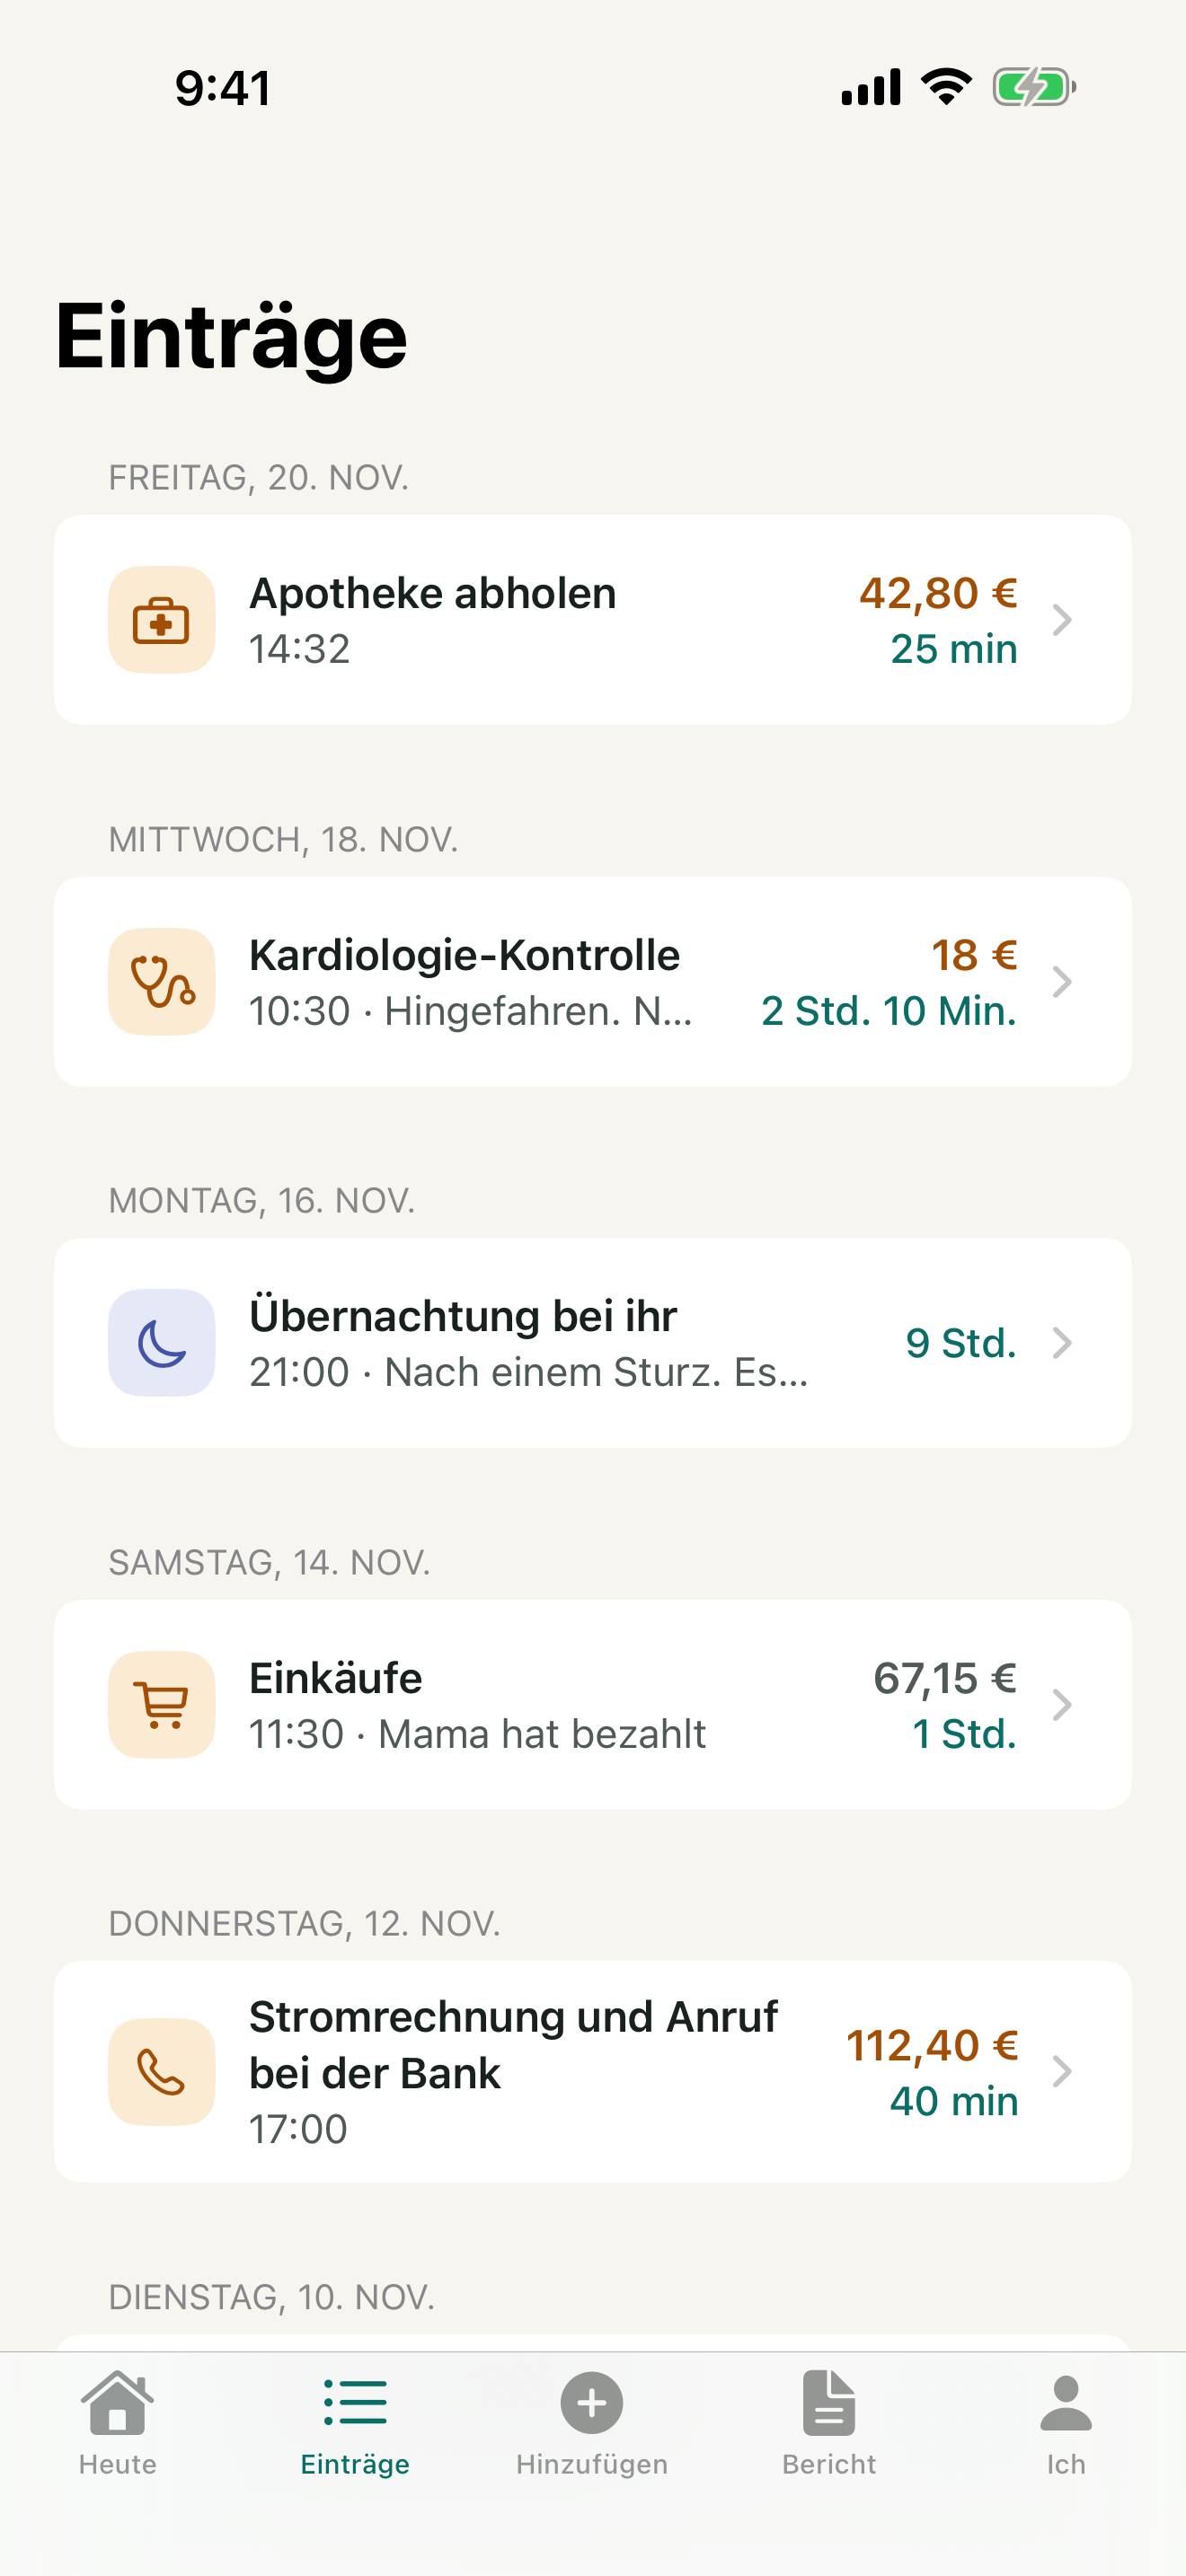 9:41
Einträge
FREITAG, 20. NOV.
Apotheke abholen
42,80 €
14:32
25 min
MITTWOCH, 18. NOV.
Kardiologie-Kontrolle
18 €
10:30 · Hingefahren. N...
2 Std. 10 Min.
MONTAG, 16. NOV.
Übernachtung bei ihr
21:00 · Nach einem Sturz. Es...
9 Std.
SAMSTAG, 14. NOV.
Einkäufe
67,15 €
11:30 · Mama hat bezahlt
1 Std.
DONNERSTAG, 12. NOV.
Stromrechnung und Anruf
bei der Bank
112,40 €
17:00
40 min
DIENSTAG, 10. NOV.
Heute
Einträge
Hinzufügen
Bericht
Ich